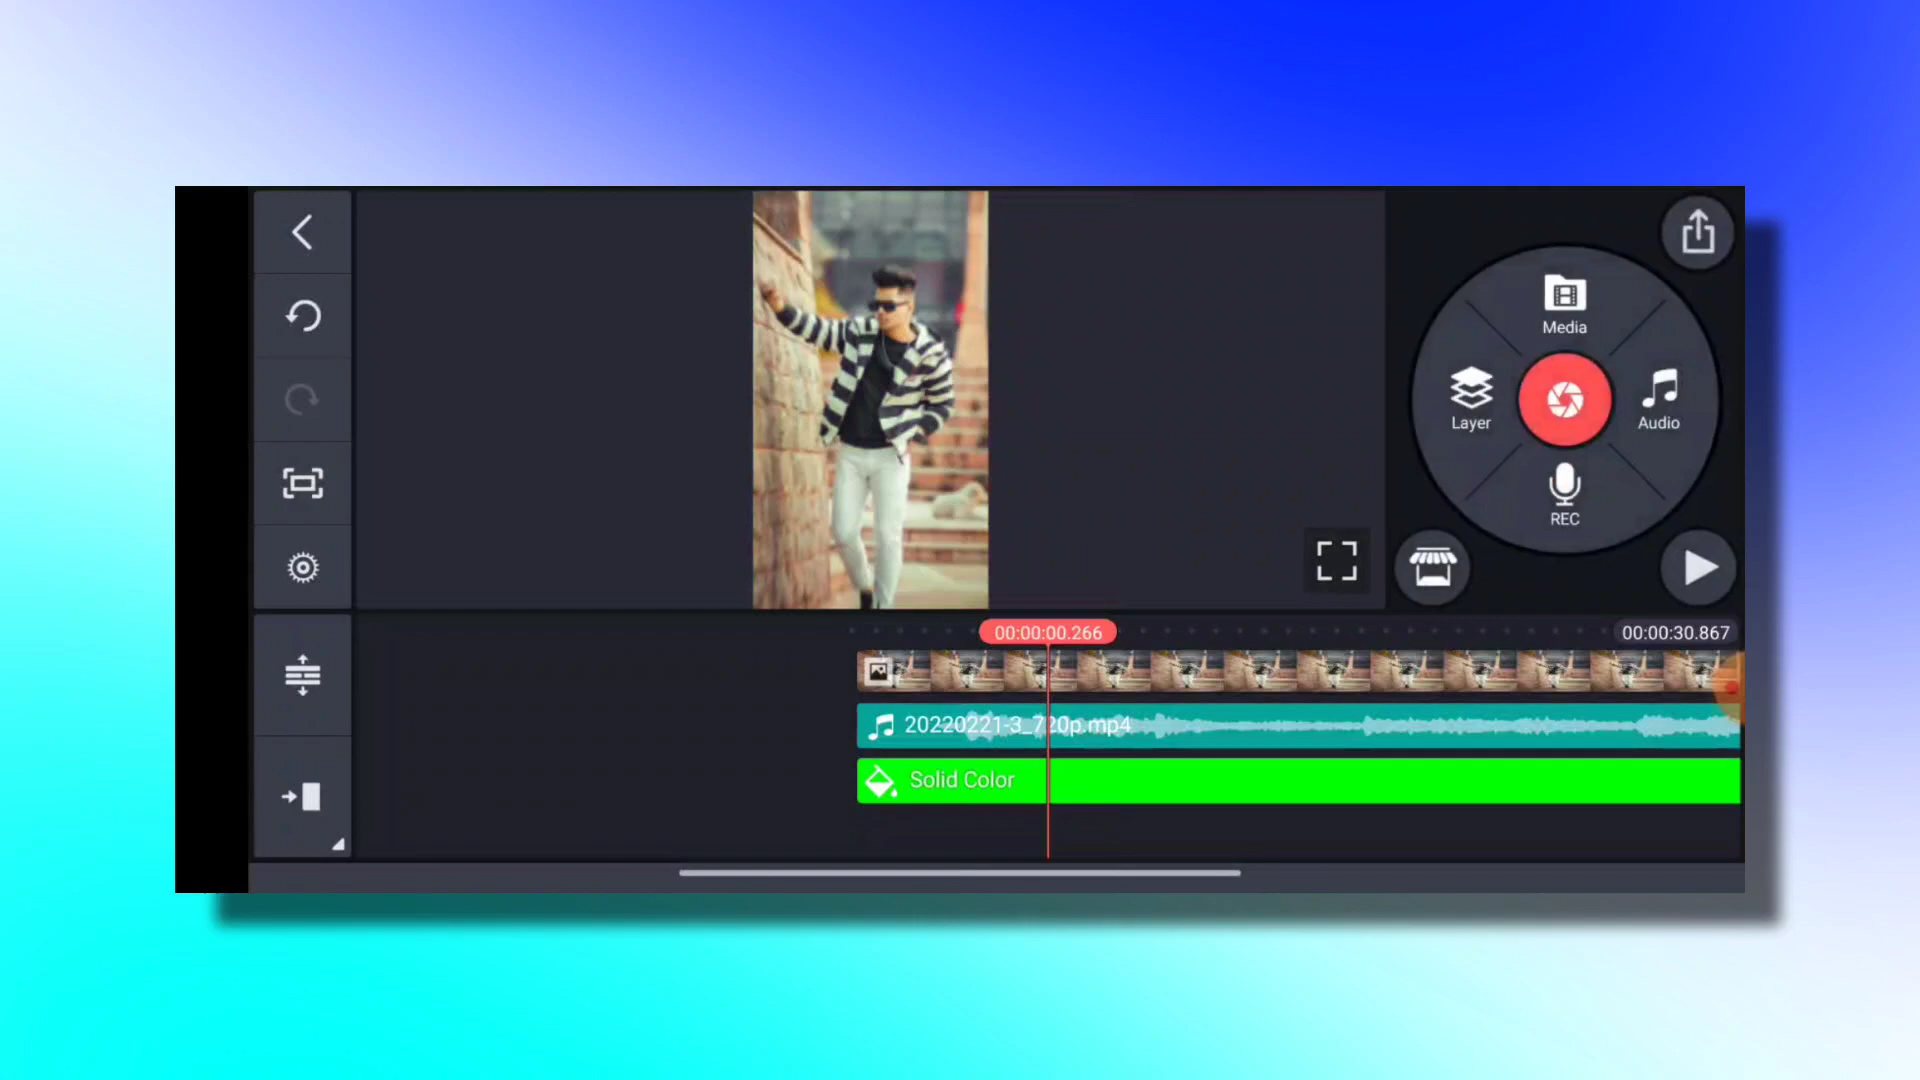 Media
Layer
Audio
REC
00:00:00.266
00:00:30.867
20220221-3_720p.mp4
Solid Color